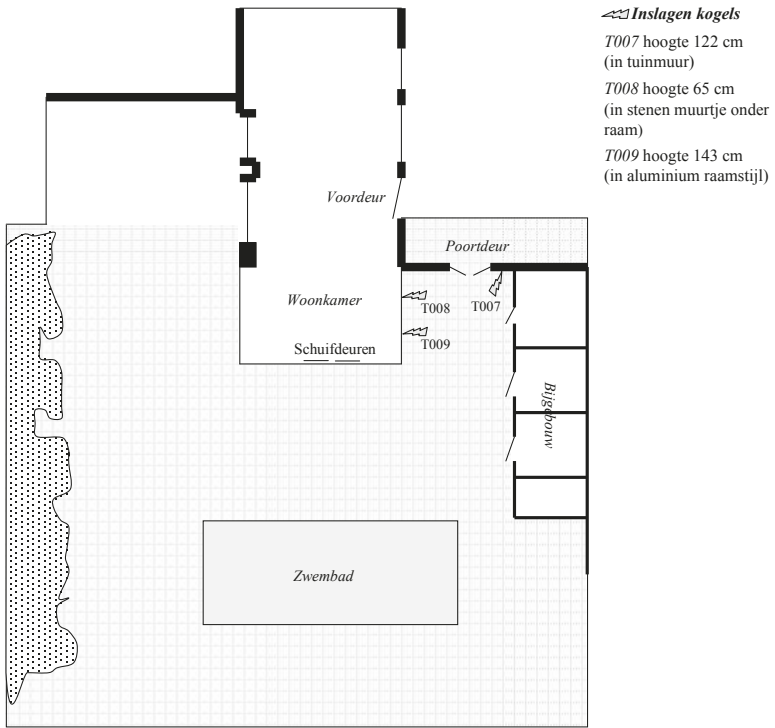 Inslagen kogels
T007 hoogte 122 cm
(in tuinmuur)
T008 hoogte 65 cm
(in stenen muurtje onder
raam)
T009 hoogte 143 cm
(in aluminium raamstijl)
Voordeur
Poortdeur
Woonkamer
T008
T007
T009
Schuifdeuren
Bijgebouw
Zwembad